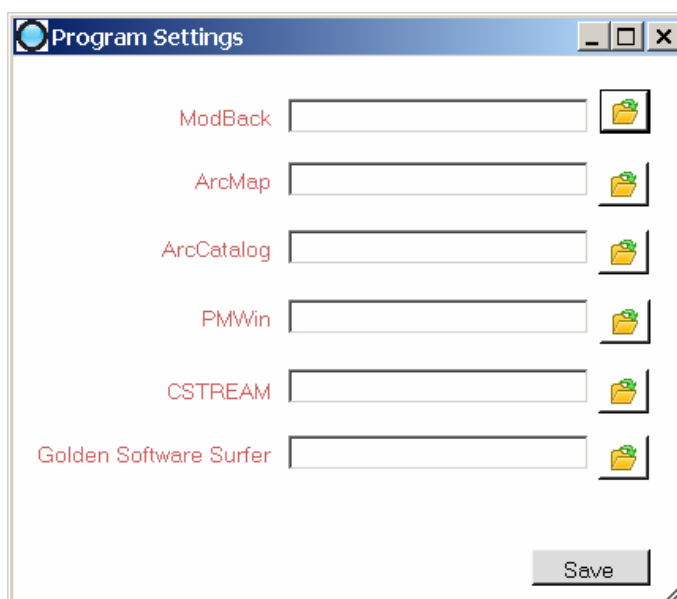 Program Settings
ModBack
ArcMap
ArcCatalog
PMWin
CSTREAM
Golden Software Surfer
Save